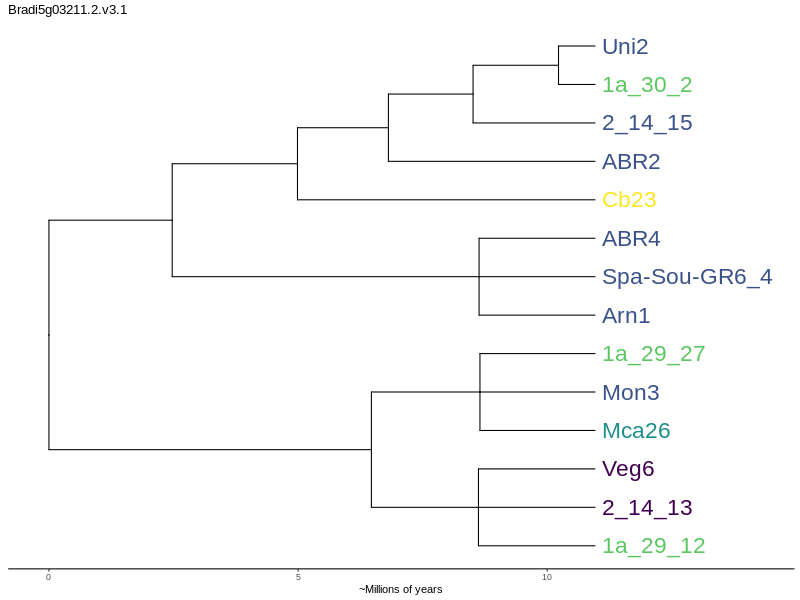 Bradi5g03211.2.v3.1
Uni2
1a_30_2
2_14_15
ABR2
Cb23
ABR4
Spa-Sou-GR6_4
Arn1
1a_29_27
Mon3
Mca26
Veg6
2_14_13
1a_29_12
0 5 10
~Millions of years